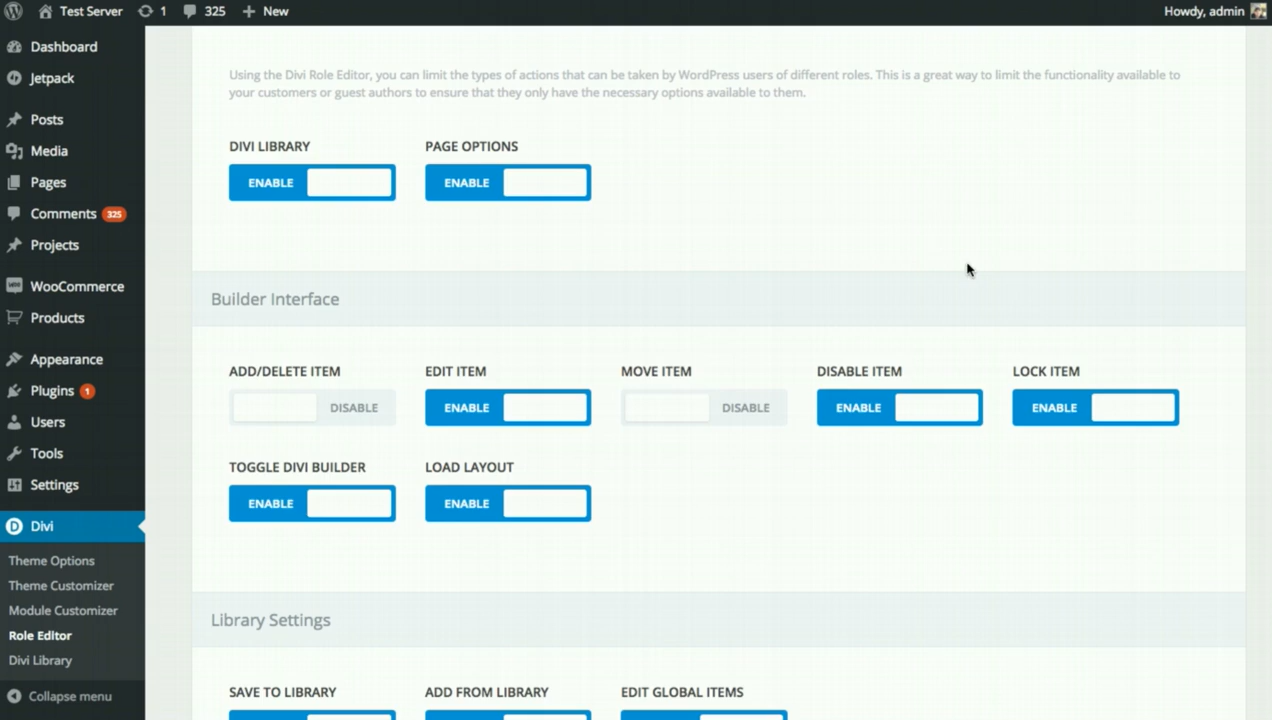 Test Server 1 325 + New Howdy, admin
Dashboard
Jetpack
Posts
Media
Pages
Comments 325
Projects
WooCommerce
Products
Appearance
Plugins 1
Users
Tools
Settings
Divi
Theme Options
Theme Customizer
Module Customizer
Role Editor
Divi Library
Collapse menu
Using the Divi Role Editor, you can limit the types of actions that can be taken by WordPress users of different roles. This is a great way to limit the functionality available to
your customers or guest authors to ensure that they only have the necessary options available to them.
DIVI LIBRARY PAGE OPTIONS
ENABLE ENABLE
Builder Interface
ADD/DELETE ITEM EDIT ITEM MOVE ITEM DISABLE ITEM LOCK ITEM
DISABLE ENABLE DISABLE ENABLE ENABLE
TOGGLE DIVI BUILDER LOAD LAYOUT
ENABLE ENABLE
Library Settings
SAVE TO LIBRARY ADD FROM LIBRARY EDIT GLOBAL ITEMS